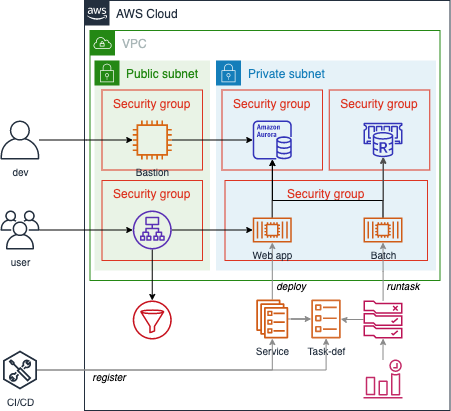 aws
AWS Cloud
VPC
Public subnet
Private subnet
Security group
Security group
Security group
Amazon
Aurora
R
dev
Bastion
Security group
Security group
user
Web app
Batch
deploy
runtask
Service
Task-def
register
CI/CD